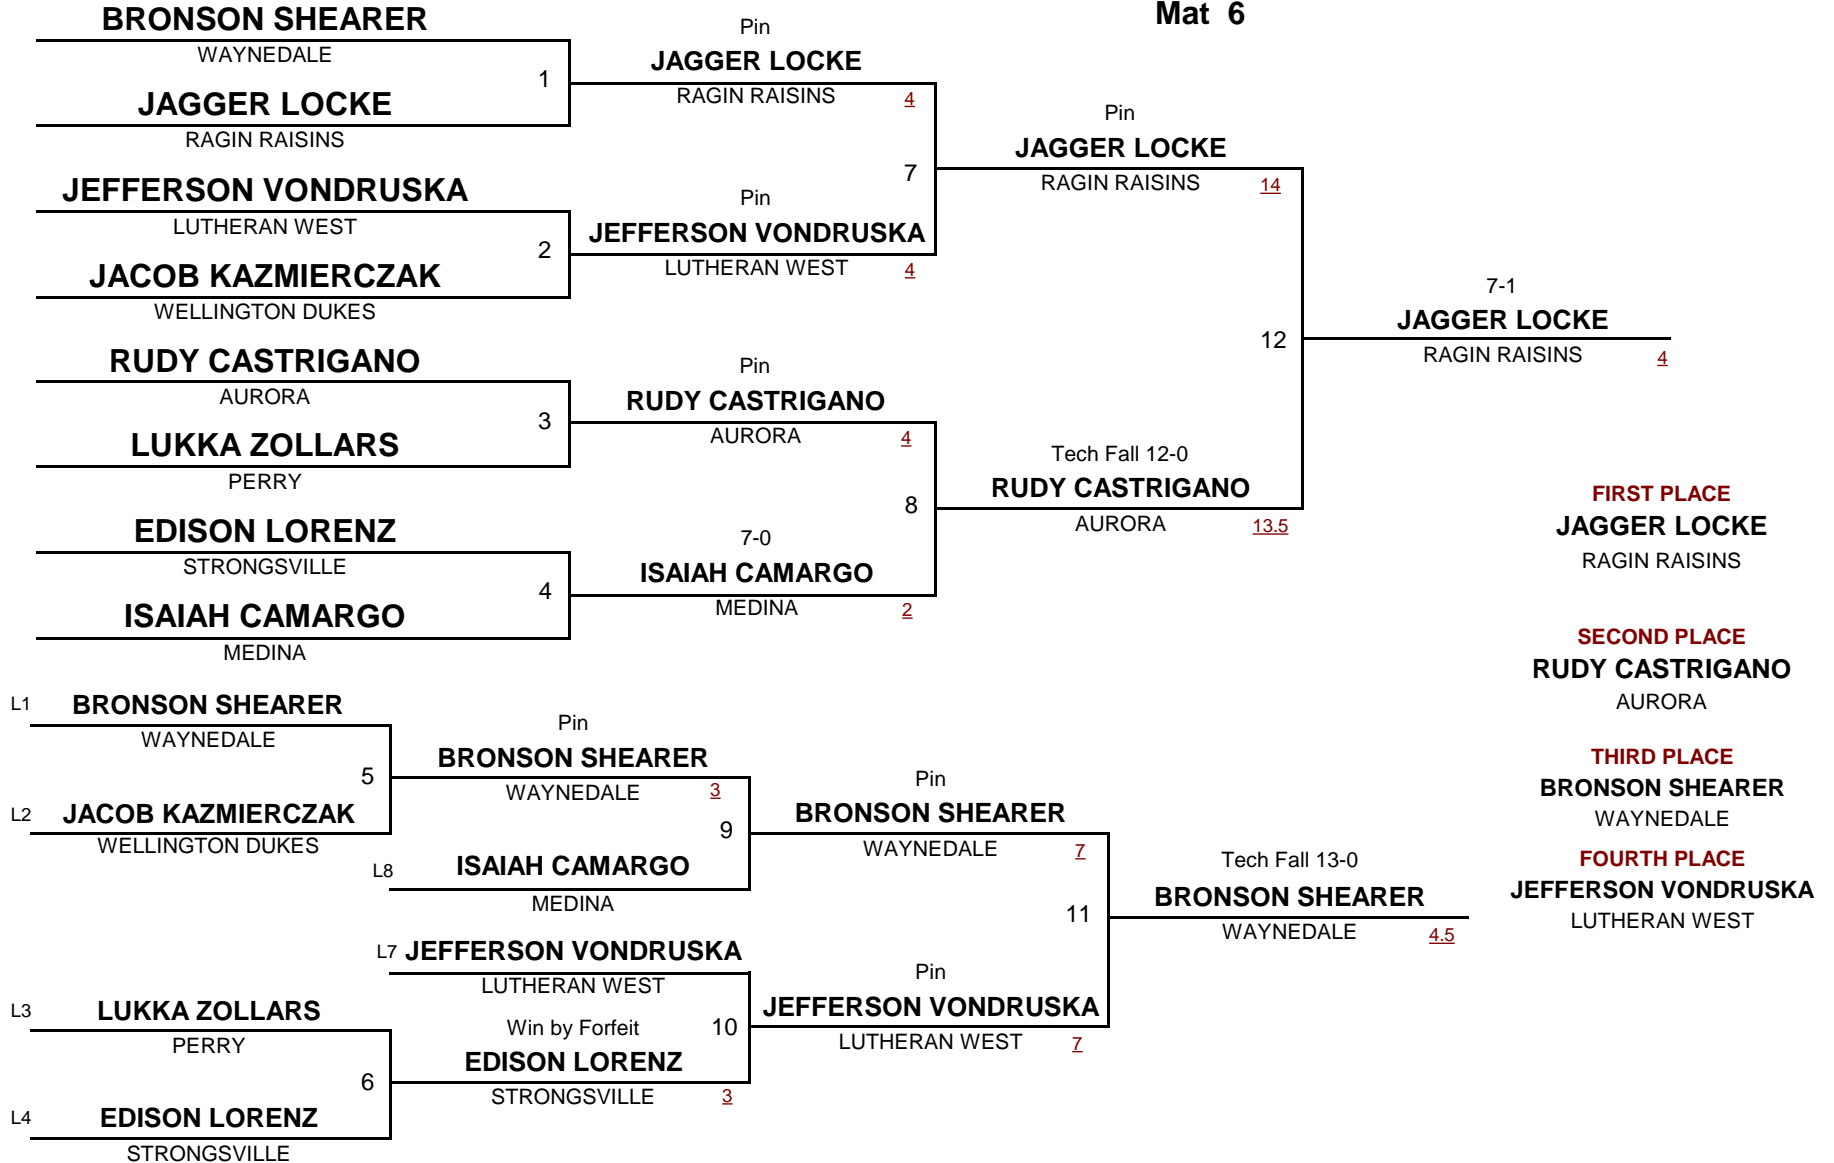 Mat 6
BRONSON SHEARER
WAYNEDALE
1
JAGGER LOCKE
RAGIN RAISINS
Pin
JAGGER LOCKE
RAGIN RAISINS 4
JEFFERSON VONDRUSKA
LUTHERAN WEST
2
JACOB KAZMIERCZAK
WELLINGTON DUKES
Pin
JEFFERSON VONDRUSKA
LUTHERAN WEST 4
7
Pin
JAGGER LOCKE
RAGIN RAISINS 14
RUDY CASTRIGANO
AURORA
3
LUKKA ZOLLARS
PERRY
Pin
RUDY CASTRIGANO
AURORA 4
EDISON LORENZ
STRONGSVILLE
4
ISAIAH CAMARGO
MEDINA
7-0
ISAIAH CAMARGO
MEDINA 2
8
Tech Fall 12-0
RUDY CASTRIGANO
AURORA 13.5
12
7-1
JAGGER LOCKE
RAGIN RAISINS 4
FIRST PLACE
JAGGER LOCKE
RAGIN RAISINS
SECOND PLACE
RUDY CASTRIGANO
AURORA
THIRD PLACE
BRONSON SHEARER
WAYNEDALE
FOURTH PLACE
JEFFERSON VONDRUSKA
LUTHERAN WEST
L1 BRONSON SHEARER
WAYNEDALE
5
L2 JACOB KAZMIERCZAK
WELLINGTON DUKES
Pin
BRONSON SHEARER
WAYNEDALE 3
9
L8 ISAIAH CAMARGO
MEDINA
Pin
BRONSON SHEARER
WAYNEDALE 7
L7 JEFFERSON VONDRUSKA
LUTHERAN WEST
L3 LUKKA ZOLLARS
PERRY
6
L4 EDISON LORENZ
STRONGSVILLE
Win by Forfeit 10
EDISON LORENZ
STRONGSVILLE 3
Pin
JEFFERSON VONDRUSKA
LUTHERAN WEST 7
11
Tech Fall 13-0
BRONSON SHEARER
WAYNEDALE 4.5